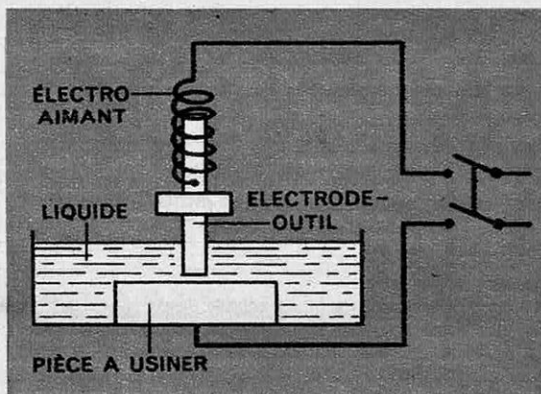 ÉLECTRO
AIMANT
ELECTRODE-
OUTIL
LIQUIDE
PIÈCE A USINER